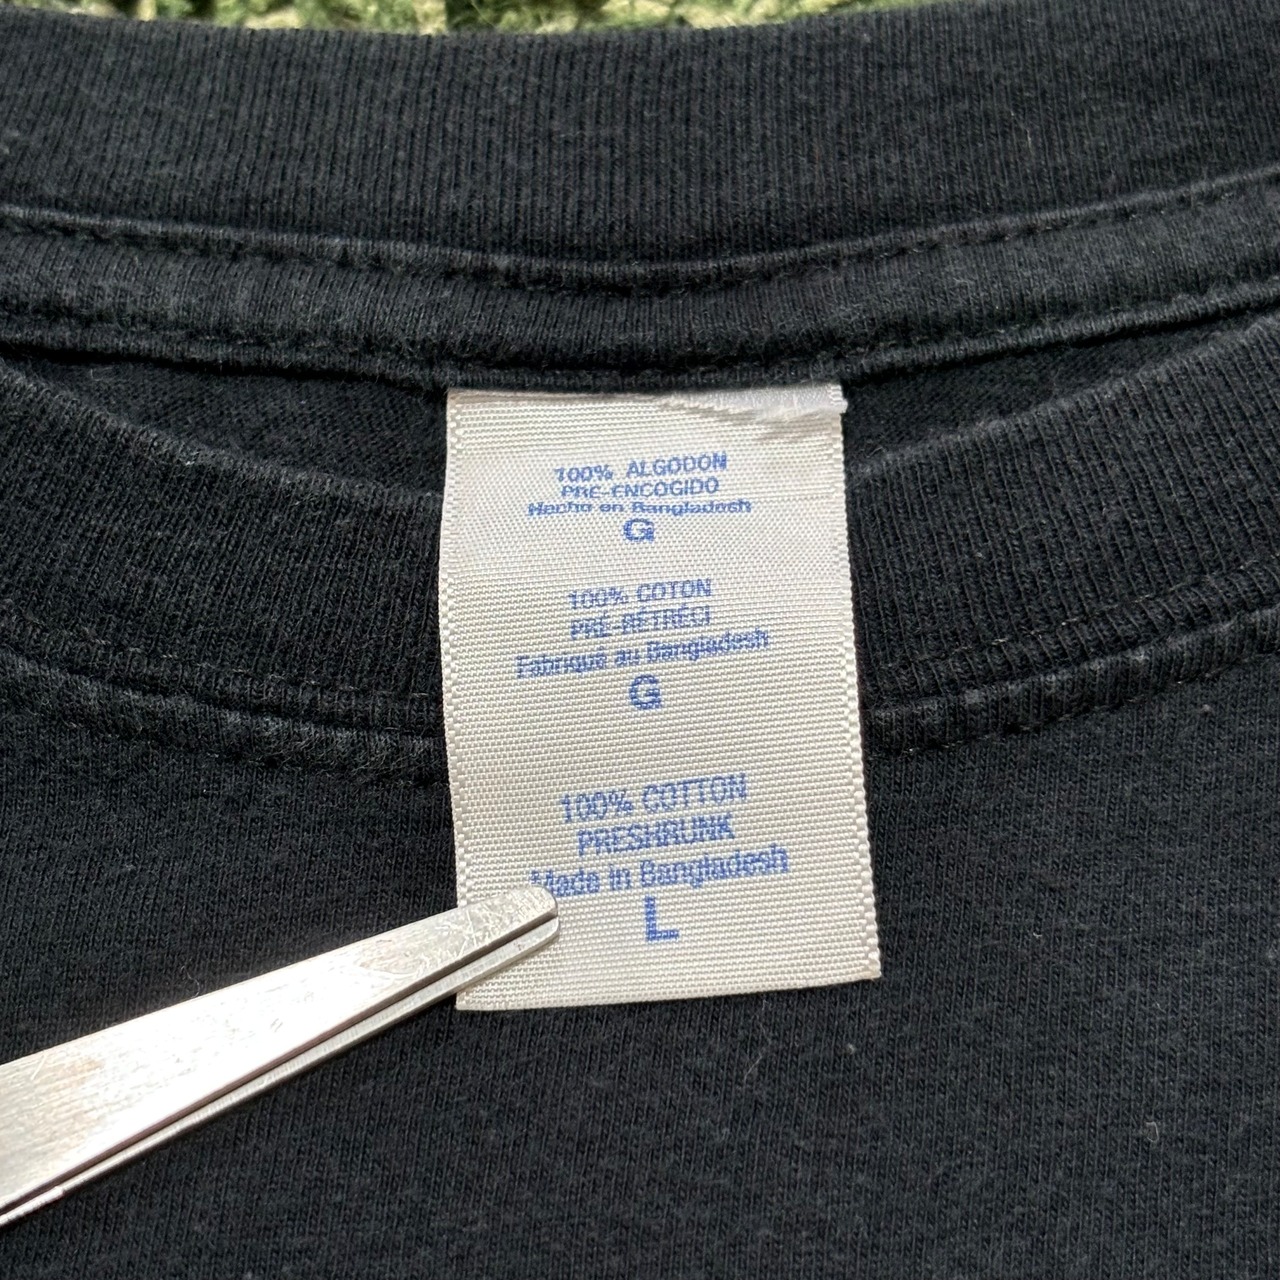 100% ALGODON
PRE-ENCOGIDO
Hecho en Bangladesh
G
100% COTON
PRÉ-RÉTRÉCI
Fabriqué au Bangladesh
G
100% COTTON
PRESHRUNK
Made in Bangladesh
L